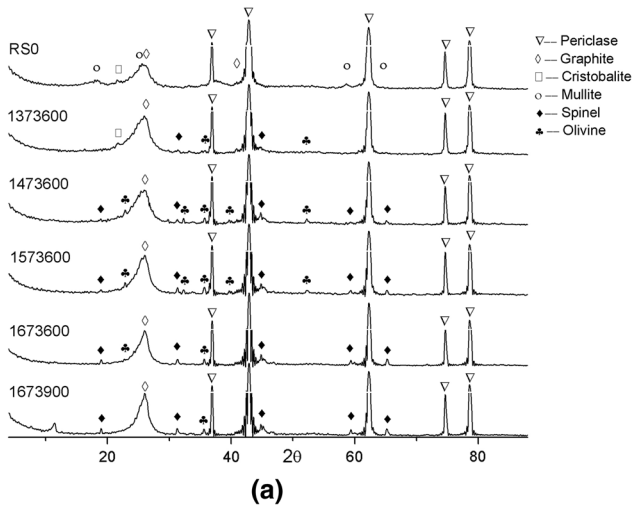 RS0
1373600
1473600
1573600
1673600
1673900
Periclase
Graphite
Cristobalite
Mullite
Spinel
Olivine
20 40 2θ 60 80
(a)